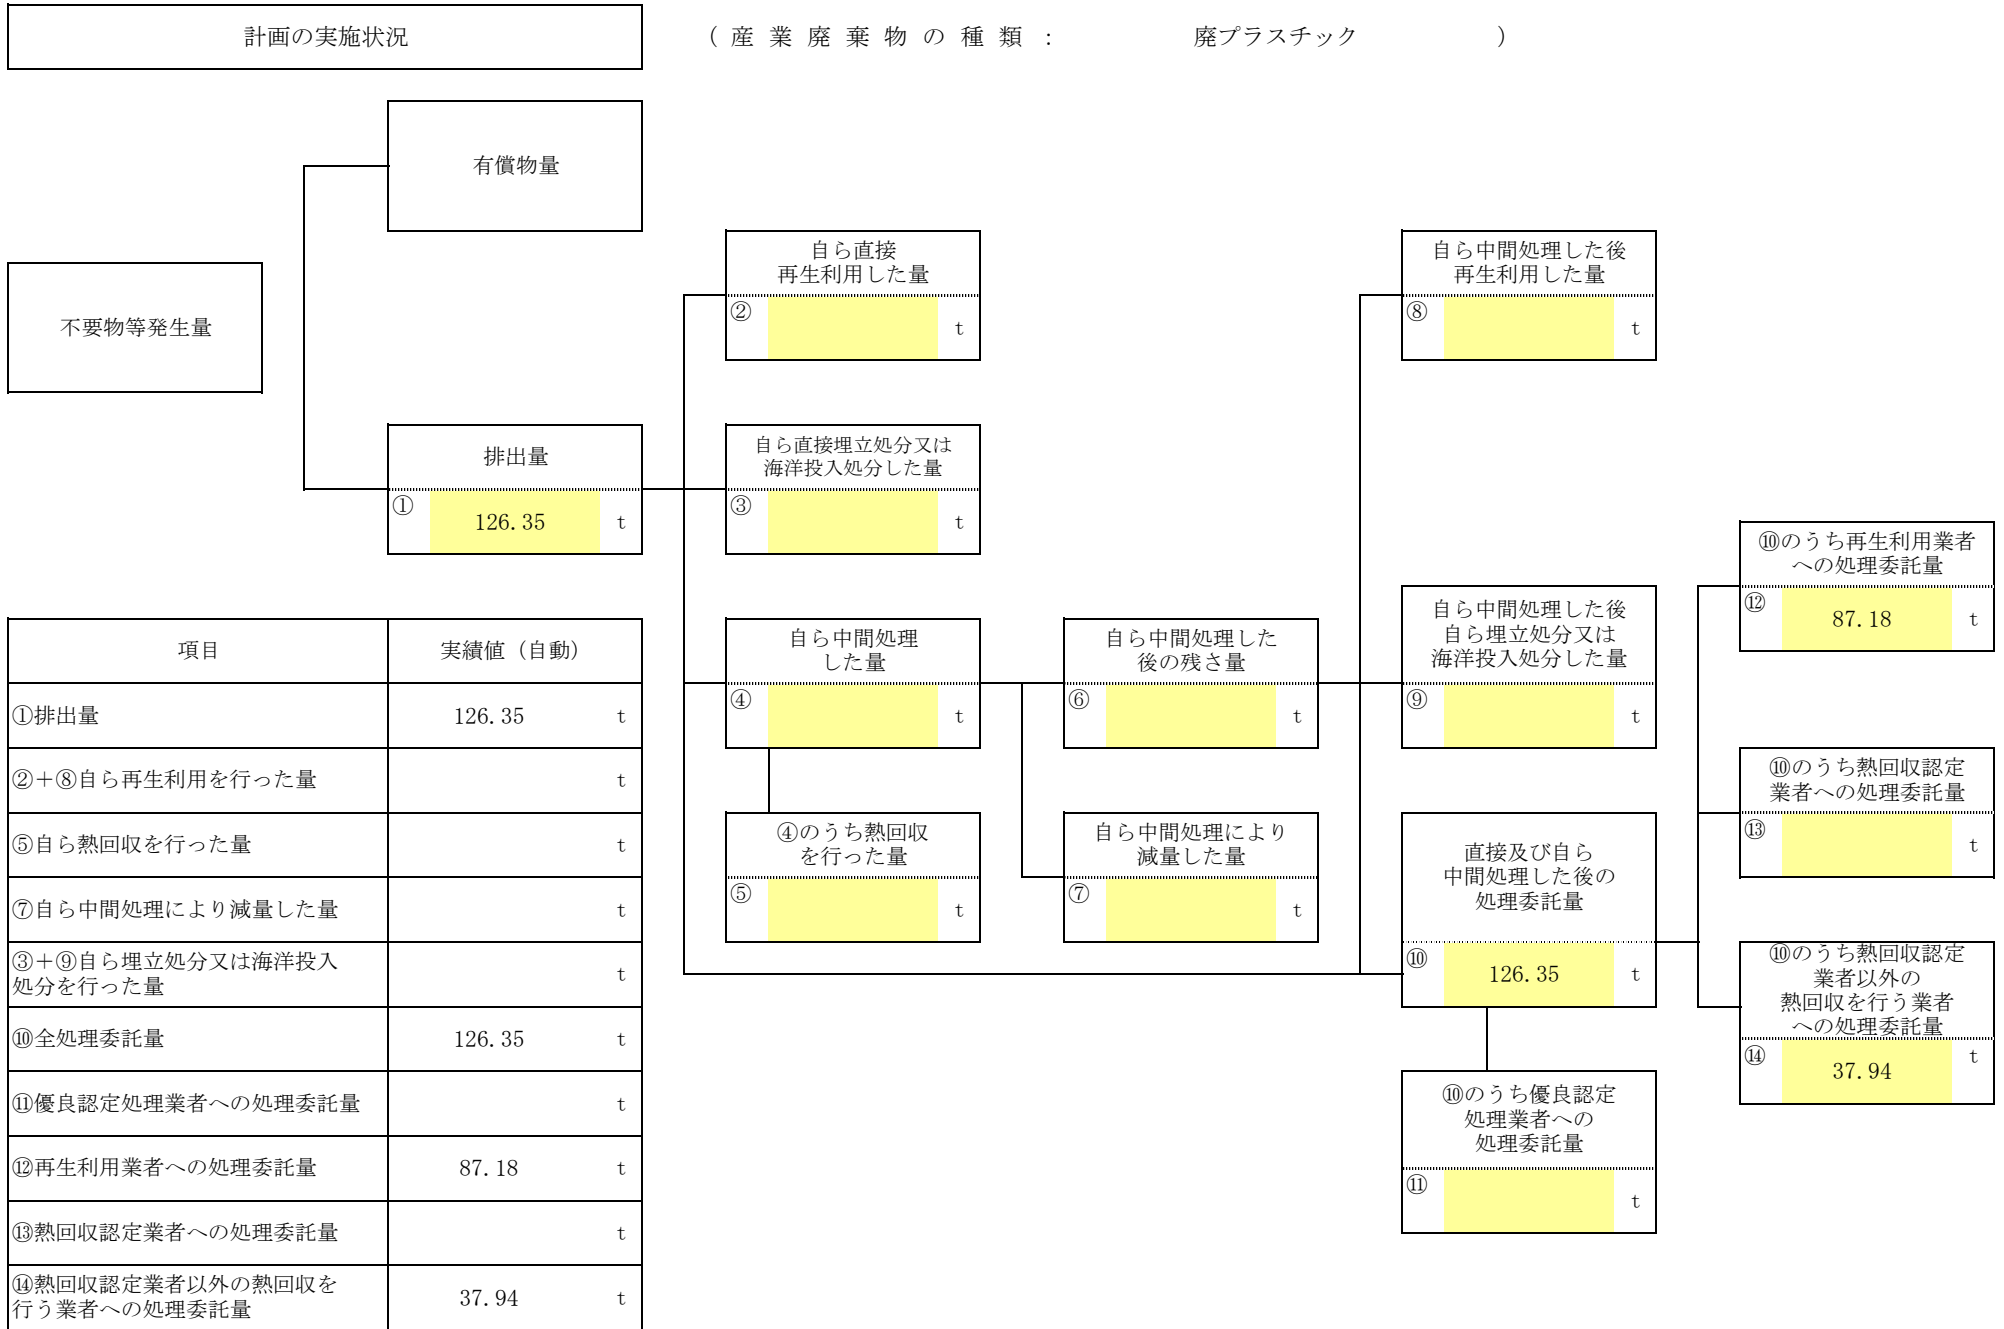 計画の実施状況
（産業廃棄物の種類： 廃プラスチック ）
有償物量
不要物等発生量
排出量
① 126.35 t
自ら直接
再生利用した量
② t
自ら直接埋立処分又は
海洋投入処分した量
③ t
自ら中間処理
した量
④ t
④のうち熱回収
を行った量
⑤ t
自ら中間処理した
後の残さ量
⑥ t
自ら中間処理により
減量した量
⑦ t
自ら中間処理した後
再生利用した量
⑧ t
自ら中間処理した後
自ら埋立処分又は
海洋投入処分した量
⑨ t
直接及び自ら
中間処理した後の
処理委託量
⑩ 126.35 t
⑩のうち優良認定
処理業者への
処理委託量
⑪ t
⑩のうち再生利用業者
への処理委託量
⑫ 87.18 t
⑩のうち熱回収認定
業者への処理委託量
⑬ t
⑩のうち熱回収認定
業者以外の
熱回収を行う業者
への処理委託量
⑭ 37.94 t
項目 実績値（自動）
①排出量 126.35 t
②＋⑧自ら再生利用を行った量 t
⑤自ら熱回収を行った量 t
⑦自ら中間処理により減量した量 t
③＋⑨自ら埋立処分又は海洋投入
処分を行った量 t
⑩全処理委託量 126.35 t
⑪優良認定処理業者への処理委託量 t
⑫再生利用業者への処理委託量 87.18 t
⑬熱回収認定業者への処理委託量 t
⑭熱回収認定業者以外の熱回収を
行う業者への処理委託量 37.94 t